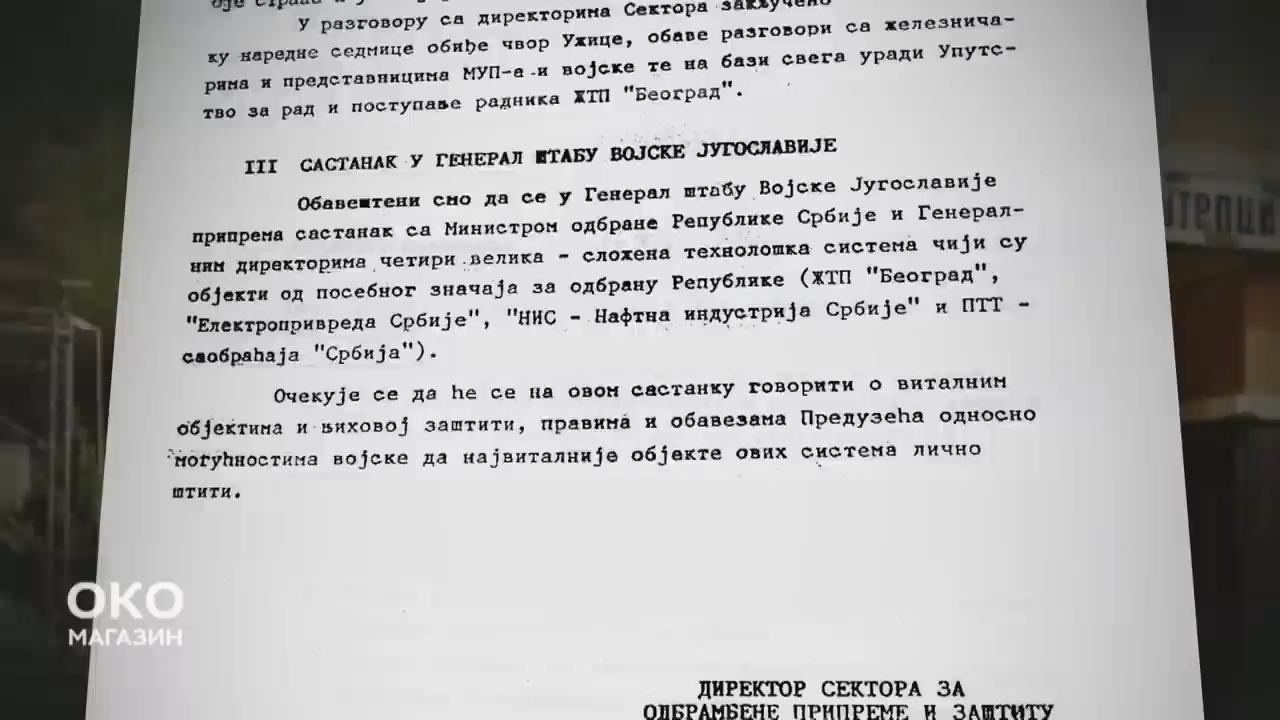 У разговору са директорима Сектора закључено
ку наредне седмице обиђе чвор Ужице, обаве разговори са железнича-
рима и представницима МУП-а и војске те на бази свега уради Упутс-
тво за рад и поступање радника ЖТП "Београд".
III САСТАНАК У ГЕНЕРАЛ ШТАБУ ВОЈСКЕ ЈУГОСЛАВИЈЕ
Обавештени смо да се у Генерал штабу Војске Југославије
припрема састанак са Министром одбране Републике Србије и Генерал-
ним директорима четири велика - сложена технолошка система чији су
објекти од посебног значаја за одбрану Републике (ЖТП "Београд",
"Електропривреда Србије", "НИС - Нафтна индустрија Србије" и ПТТ -
саобраћаја "Србија").
Очекује се да ће се на овом састанку говорити о виталним
објектима и њиховој заштити, правима и обавезама Предузећа односно
могућностима војске да највиталније објекте ових система лично
штити.
ДИРЕКТОР СЕКТОРА ЗА
ОДБРАМБЕНЕ ПРИПРЕМЕ И ЗАШТИТУ
ОКО
МАГАЗИН